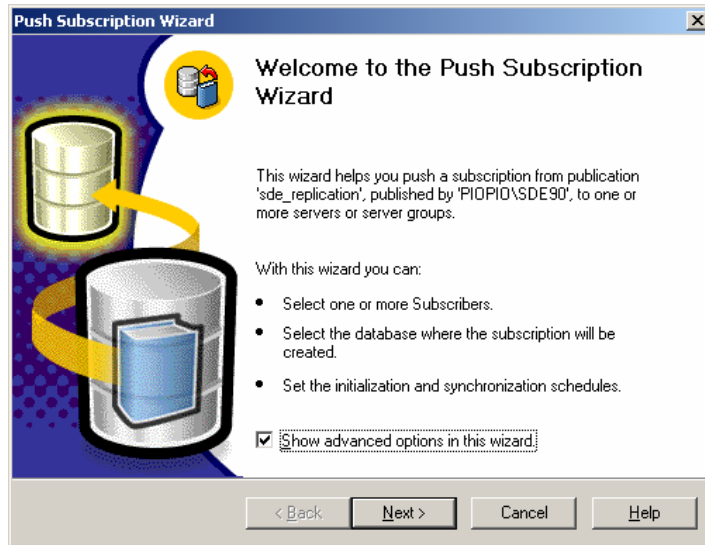 Push Subscription Wizard
Welcome to the Push Subscription
Wizard
This wizard helps you push a subscription from publication
'sde_replication', published by 'PIOPIO\SDE90', to one or
more servers or server groups.
With this wizard you can:
• Select one or more Subscribers.
• Select the database where the subscription will be
created.
• Set the initialization and synchronization schedules.
Show advanced options in this wizard.
< Back
Next >
Cancel
Help